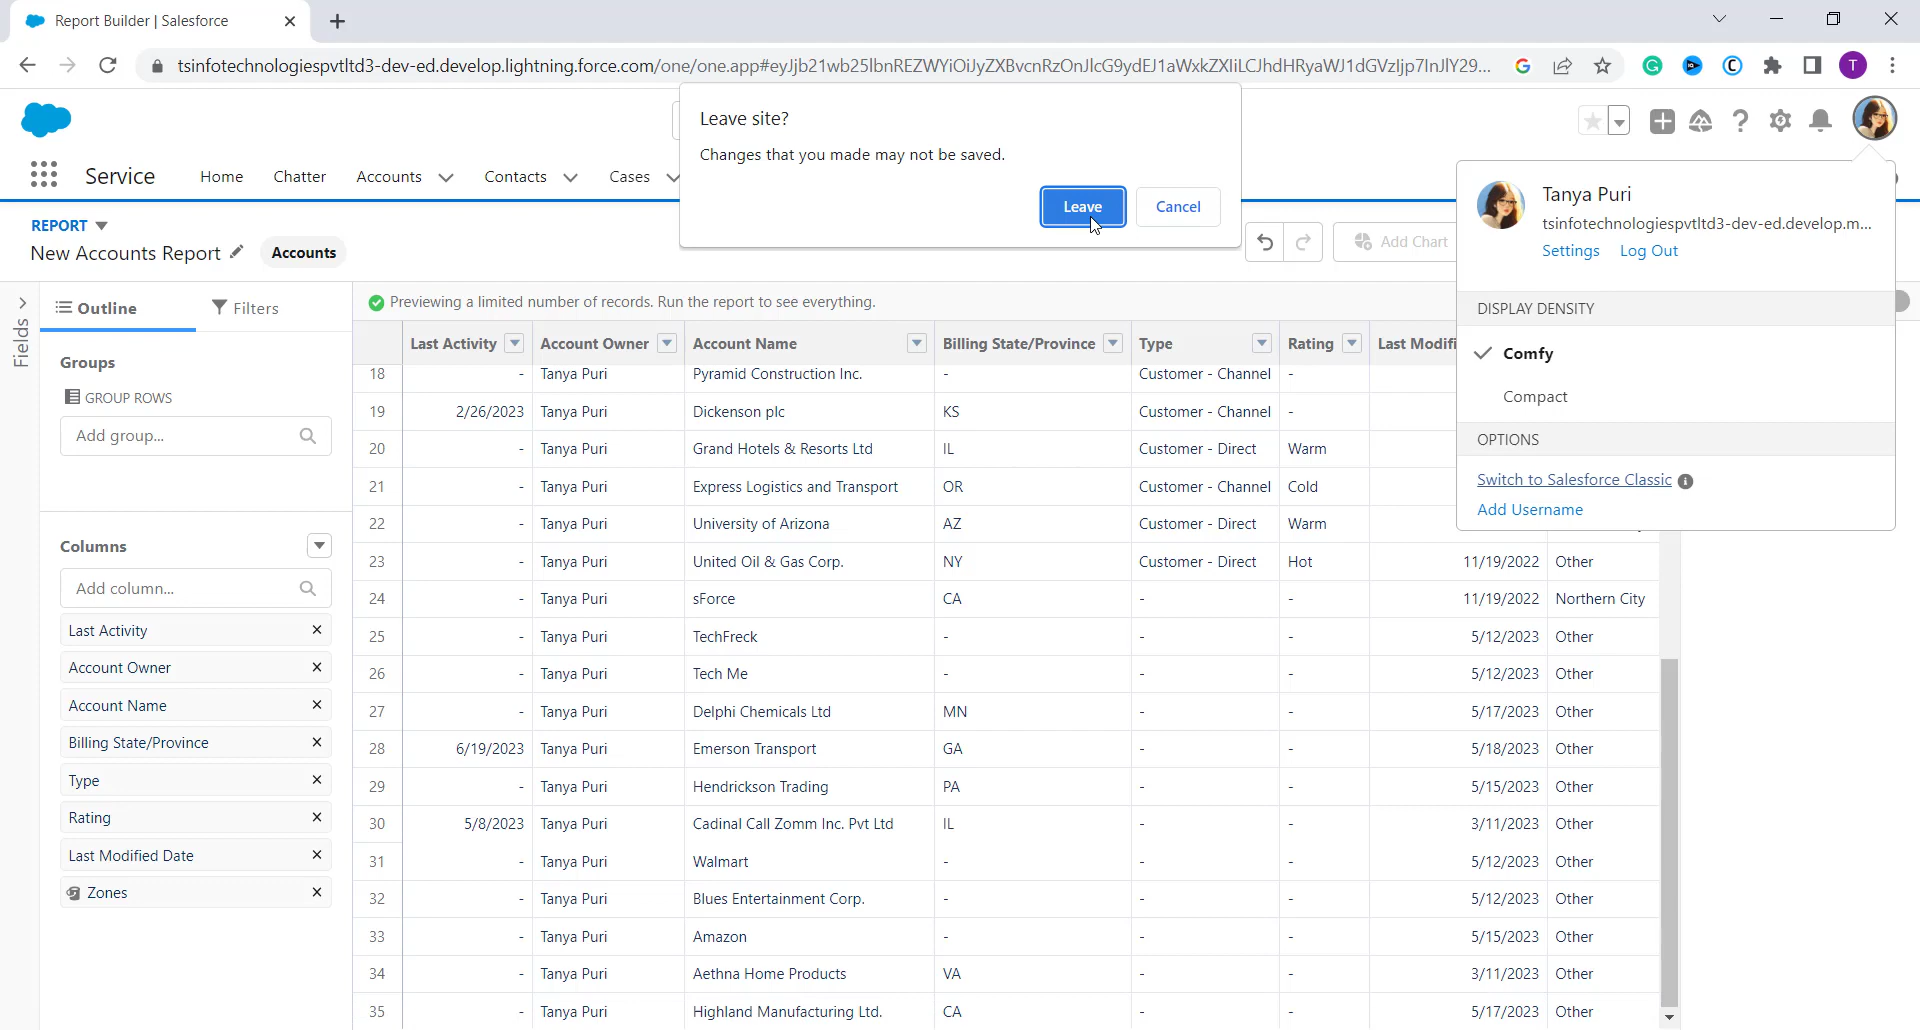 Report Builder | Salesforce
tsinfotechnologiespvtltd3-dev-ed.develop.lightning.force.com/one/one.app#eyJjb21wb25lbnREZWYiOiJyZXBvcnRzOnJlcG9ydEJ1aWxkZXIiLCJhdHRyaWJ1dGVzIjp7InJlY29...
T
Leave site?
Changes that you made may not be saved.
Leave Cancel
Service Home Chatter Accounts Contacts Cases
REPORT
New Accounts Report Accounts
Add Chart
Tanya Puri
tsinfotechnologiespvtltd3-dev-ed.develop.m...
Settings Log Out
DISPLAY DENSITY
Comfy
Compact
OPTIONS
Switch to Salesforce Classic
Add Username
Fields
Outline Filters
Groups
GROUP ROWS
Add group...
Columns
Add column...
Last Activity
Account Owner
Account Name
Billing State/Province
Type
Rating
Last Modified Date
Zones
Previewing a limited number of records. Run the report to see everything.
Last Activity Account Owner Account Name Billing State/Province Type Rating Last Modifi
18 - Tanya Puri Pyramid Construction Inc. - Customer - Channel -
19 2/26/2023 Tanya Puri Dickenson plc KS Customer - Channel -
20 - Tanya Puri Grand Hotels & Resorts Ltd IL Customer - Direct Warm
21 - Tanya Puri Express Logistics and Transport OR Customer - Channel Cold
22 - Tanya Puri University of Arizona AZ Customer - Direct Warm
23 - Tanya Puri United Oil & Gas Corp. NY Customer - Direct Hot 11/19/2022 Other
24 - Tanya Puri sForce CA - - 11/19/2022 Northern City
25 - Tanya Puri TechFreck - - - 5/12/2023 Other
26 - Tanya Puri Tech Me - - - 5/12/2023 Other
27 - Tanya Puri Delphi Chemicals Ltd MN - - 5/17/2023 Other
28 6/19/2023 Tanya Puri Emerson Transport GA - - 5/18/2023 Other
29 - Tanya Puri Hendrickson Trading PA - - 5/15/2023 Other
30 5/8/2023 Tanya Puri Cadinal Call Zomm Inc. Pvt Ltd IL - - 3/11/2023 Other
31 - Tanya Puri Walmart - - - 5/12/2023 Other
32 - Tanya Puri Blues Entertainment Corp. - - - 5/12/2023 Other
33 - Tanya Puri Amazon - - - 5/15/2023 Other
34 - Tanya Puri Aethna Home Products VA - - 3/11/2023 Other
35 - Tanya Puri Highland Manufacturing Ltd. CA - - 5/17/2023 Other